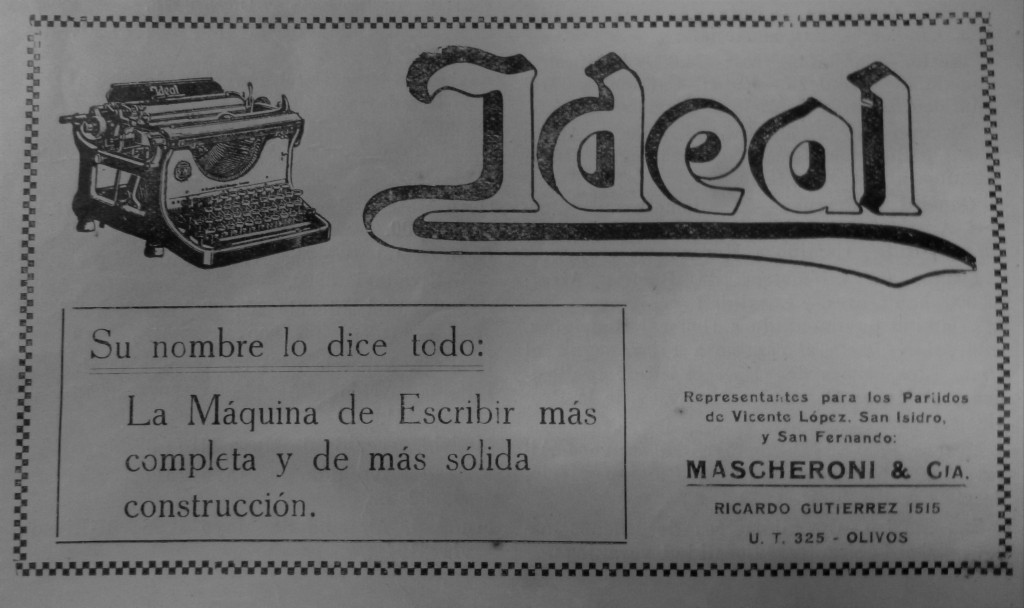 Ideal
Ideal
Su nombre lo dice todo:
La Máquina de Escribir más
completa y de más sólida
construcción.
Representantes para los Partidos
de Vicente López, San Isidro,
y San Fernando:
MASCHERONI & CIA.
RICARDO GUTIERREZ 1515
U. T. 325 - OLIVOS